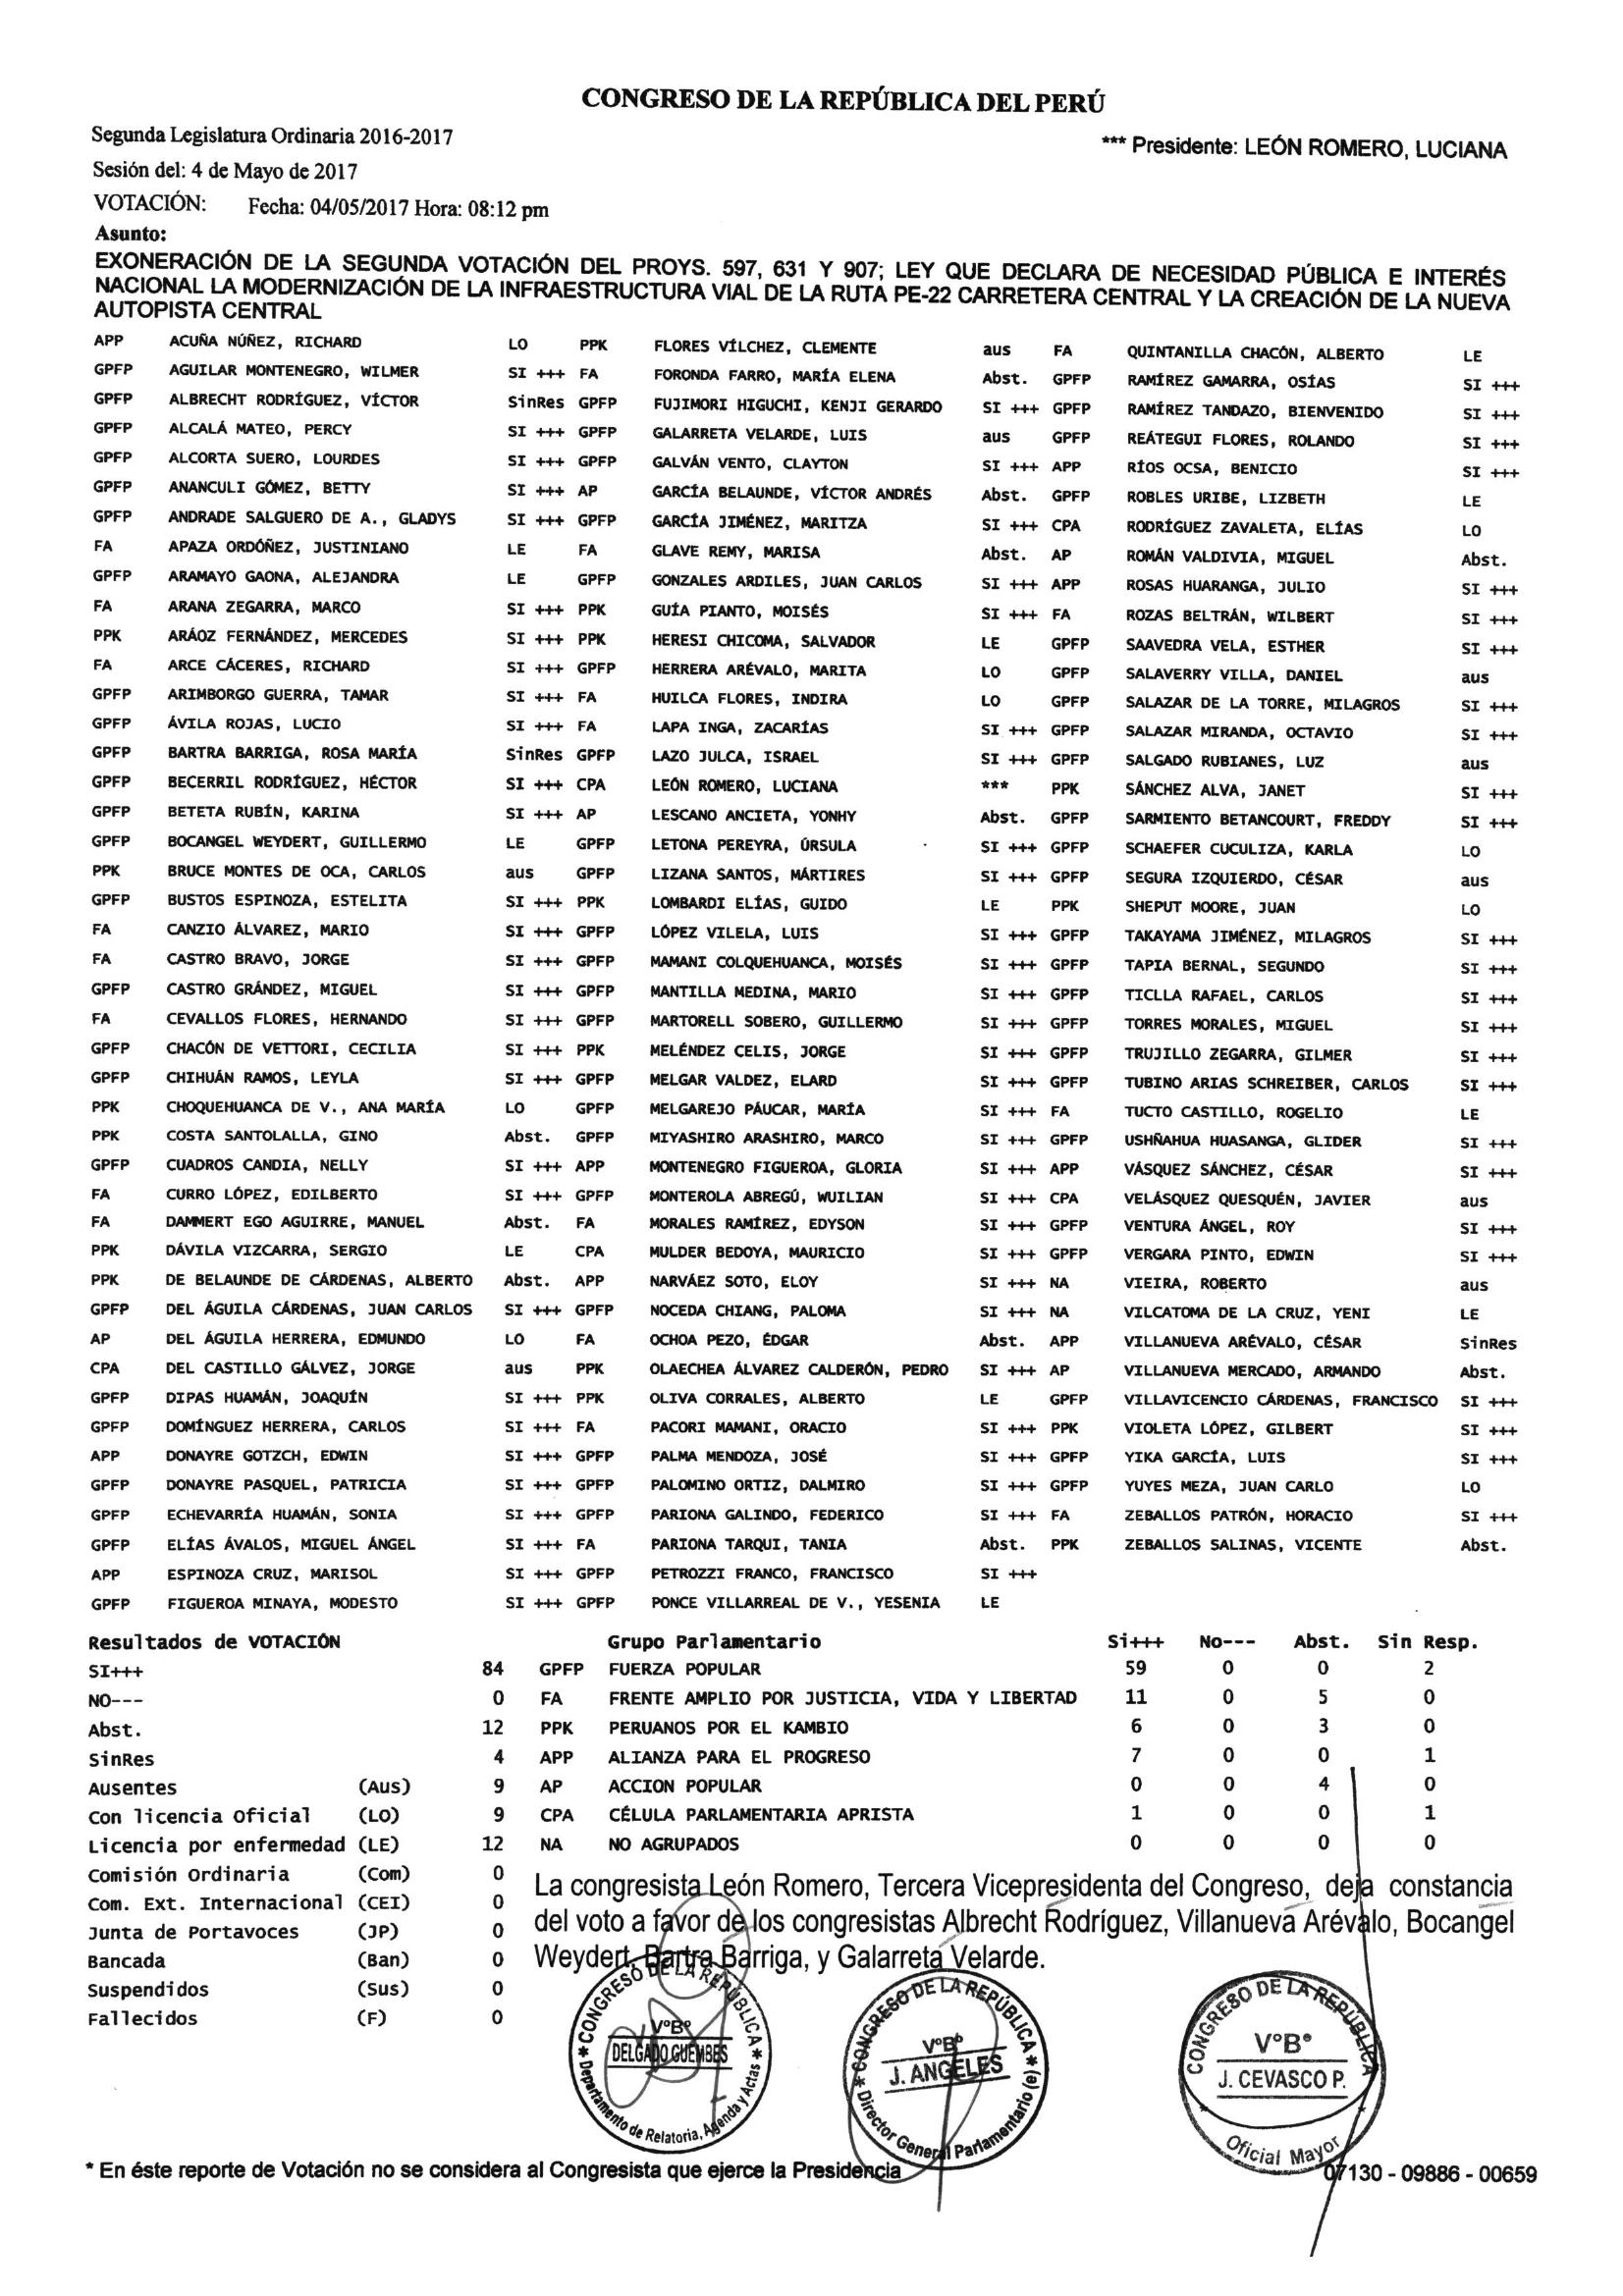 CONGRESO DE LA REPÚBLICA DEL PERÚ
Segunda Legislatura Ordinaria 2016-2017
*** Presidente: LEÓN ROMERO, LUCIANA
Sesión del: 4 de Mayo de 2017
VOTACIÓN: Fecha: 04/05/2017 Hora: 08:12 pm
Asunto:
EXONERACIÓN DE LA SEGUNDA VOTACIÓN DEL PROYS. 597, 631 Y 907; LEY QUE DECLARA DE NECESIDAD PÚBLICA E INTERÉS
NACIONAL LA MODERNIZACIÓN DE LA INFRAESTRUCTURA VIAL DE LA RUTA PE-22 CARRETERA CENTRAL Y LA CREACIÓN DE LA NUEVA
AUTOPISTA CENTRAL
APP ACUÑA NÚÑEZ, RICHARD LO PPK FLORES VÍLCHEZ, CLEMENTE aus FA QUINTANILLA CHACÓN, ALBERTO LE
GPFP AGUILAR MONTENEGRO, WILMER SI +++ FA FORONDA FARRO, MARÍA ELENA Abst. GPFP RAMÍREZ GAMARRA, OSÍAS SI +++
GPFP ALBRECHT RODRÍGUEZ, VÍCTOR SinRes GPFP FUJIMORI HIGUCHI, KENJI GERARDO SI +++ GPFP RAMÍREZ TANDAZO, BIENVENIDO SI +++
GPFP ALCALÁ MATEO, PERCY SI +++ GPFP GALARRETA VELARDE, LUIS aus GPFP REÁTEGUI FLORES, ROLANDO SI +++
GPFP ALCORTA SUERO, LOURDES SI +++ GPFP GALVÁN VENTO, CLAYTON SI +++ APP RÍOS OCSA, BENICIO SI +++
GPFP ANANCULI GÓMEZ, BETTY SI +++ AP GARCÍA BELAUNDE, VÍCTOR ANDRÉS Abst. GPFP ROBLES URIBE, LIZBETH LE
GPFP ANDRADE SALGUERO DE A., GLADYS SI +++ GPFP GARCÍA JIMÉNEZ, MARITZA SI +++ CPA RODRÍGUEZ ZAVALETA, ELÍAS LO
FA APAZA ORDÓÑEZ, JUSTINIANO LE FA GLAVE REMY, MARISA Abst. AP ROMÁN VALDIVIA, MIGUEL Abst.
GPFP ARAMAYO GAONA, ALEJANDRA LE GPFP GONZALES ARDILES, JUAN CARLOS SI +++ APP ROSAS HUARANGA, JULIO SI +++
FA ARANA ZEGARRA, MARCO SI +++ PPK GUÍA PIANTO, MOISÉS SI +++ FA ROZAS BELTRÁN, WILBERT SI +++
PPK ARÁOZ FERNÁNDEZ, MERCEDES SI +++ PPK HERESI CHICOMA, SALVADOR LE GPFP SAAVEDRA VELA, ESTHER SI +++
FA ARCE CÁCERES, RICHARD SI +++ GPFP HERRERA ARÉVALO, MARITA LO GPFP SALAVERRY VILLA, DANIEL aus
GPFP ARIMBORGO GUERRA, TAMAR SI +++ FA HUILCA FLORES, INDIRA LO GPFP SALAZAR DE LA TORRE, MILAGROS SI +++
GPFP ÁVILA ROJAS, LUCIO SI +++ FA LAPA INGA, ZACARÍAS SI +++ GPFP SALAZAR MIRANDA, OCTAVIO SI +++
GPFP BARTRA BARRIGA, ROSA MARÍA SinRes GPFP LAZO JULCA, ISRAEL SI +++ GPFP SALGADO RUBIANES, LUZ aus
GPFP BECERRIL RODRÍGUEZ, HÉCTOR SI +++ CPA LEÓN ROMERO, LUCIANA *** PPK SÁNCHEZ ALVA, JANET SI +++
GPFP BETETA RUBÍN, KARINA SI +++ AP LESCANO ANCIETA, YONHY Abst. GPFP SARMIENTO BETANCOURT, FREDDY SI +++
GPFP BOCANGEL WEYDERT, GUILLERMO LE GPFP LETONA PEREYRA, ÚRSULA SI +++ GPFP SCHAEFER CUCULIZA, KARLA LO
PPK BRUCE MONTES DE OCA, CARLOS aus GPFP LIZANA SANTOS, MÁRTIRES SI +++ GPFP SEGURA IZQUIERDO, CÉSAR aus
GPFP BUSTOS ESPINOZA, ESTELITA SI +++ PPK LOMBARDI ELÍAS, GUIDO LE PPK SHEPUT MOORE, JUAN LO
FA CANZIO ÁLVAREZ, MARIO SI +++ GPFP LÓPEZ VILELA, LUIS SI +++ GPFP TAKAYAMA JIMÉNEZ, MILAGROS SI +++
FA CASTRO BRAVO, JORGE SI +++ GPFP MAMANI COLQUEHUANCA, MOISÉS SI +++ GPFP TAPIA BERNAL, SEGUNDO SI +++
GPFP CASTRO GRÁNDEZ, MIGUEL SI +++ GPFP MANTILLA MEDINA, MARIO SI +++ GPFP TICLLA RAFAEL, CARLOS SI +++
FA CEVALLOS FLORES, HERNANDO SI +++ GPFP MARTORELL SOBERO, GUILLERMO SI +++ GPFP TORRES MORALES, MIGUEL SI +++
GPFP CHACÓN DE VETTORI, CECILIA SI +++ PPK MELÉNDEZ CELIS, JORGE SI +++ GPFP TRUJILLO ZEGARRA, GILMER SI +++
GPFP CHIHUÁN RAMOS, LEYLA SI +++ GPFP MELGAR VALDEZ, ELARD SI +++ GPFP TUBINO ARIAS SCHREIBER, CARLOS SI +++
PPK CHOQUEHUANCA DE V., ANA MARÍA LO GPFP MELGAREJO PÁUCAR, MARÍA SI +++ FA TUCTO CASTILLO, ROGELIO LE
PPK COSTA SANTOLALLA, GINO Abst. GPFP MIYASHIRO ARASHIRO, MARCO SI +++ GPFP USHÑAHUA HUASANGA, GLIDER SI +++
GPFP CUADROS CANDIA, NELLY SI +++ APP MONTENEGRO FIGUEROA, GLORIA SI +++ APP VÁSQUEZ SÁNCHEZ, CÉSAR SI +++
FA CURRO LÓPEZ, EDILBERTO SI +++ GPFP MONTEROLA ABREGÚ, WUILIAN SI +++ CPA VELÁSQUEZ QUESQUÉN, JAVIER aus
FA DAMMERT EGO AGUIRRE, MANUEL Abst. FA MORALES RAMÍREZ, EDYSON SI +++ GPFP VENTURA ÁNGEL, ROY SI +++
PPK DÁVILA VIZCARRA, SERGIO LE CPA MULDER BEDOYA, MAURICIO SI +++ GPFP VERGARA PINTO, EDWIN SI +++
PPK DE BELAUNDE DE CÁRDENAS, ALBERTO Abst. APP NARVÁEZ SOTO, ELOY SI +++ NA VIEIRA, ROBERTO aus
GPFP DEL ÁGUILA CÁRDENAS, JUAN CARLOS SI +++ GPFP NOCEDA CHIANG, PALOMA SI +++ NA VILCATOMA DE LA CRUZ, YENI LE
AP DEL ÁGUILA HERRERA, EDMUNDO LO FA OCHOA PEZO, ÉDGAR Abst. APP VILLANUEVA ARÉVALO, CÉSAR SinRes
CPA DEL CASTILLO GÁLVEZ, JORGE aus PPK OLAECHEA ÁLVAREZ CALDERÓN, PEDRO SI +++ AP VILLANUEVA MERCADO, ARMANDO Abst.
GPFP DIPAS HUAMÁN, JOAQUÍN SI +++ PPK OLIVA CORRALES, ALBERTO LE GPFP VILLAVICENCIO CÁRDENAS, FRANCISCO SI +++
GPFP DOMÍNGUEZ HERRERA, CARLOS SI +++ FA PACORI MAMANI, ORACIO SI +++ PPK VIOLETA LÓPEZ, GILBERT SI +++
APP DONAYRE GOTZCH, EDWIN SI +++ GPFP PALMA MENDOZA, JOSÉ SI +++ GPFP YIKA GARCÍA, LUIS SI +++
GPFP DONAYRE PASQUEL, PATRICIA SI +++ GPFP PALOMINO ORTIZ, DALMIRO SI +++ GPFP YUYES MEZA, JUAN CARLO LO
GPFP ECHEVARRÍA HUAMÁN, SONIA SI +++ GPFP PARIONA GALINDO, FEDERICO SI +++ FA ZEBALLOS PATRÓN, HORACIO SI +++
GPFP ELÍAS ÁVALOS, MIGUEL ÁNGEL SI +++ FA PARIONA TARQUI, TANIA Abst. PPK ZEBALLOS SALINAS, VICENTE Abst.
APP ESPINOZA CRUZ, MARISOL SI +++ GPFP PETROZZI FRANCO, FRANCISCO SI +++
GPFP FIGUEROA MINAYA, MODESTO SI +++ GPFP PONCE VILLARREAL DE V., YESENIA LE
Resultados de VOTACIÓN Grupo Parlamentario Si+++ No--- Abst. Sin Resp.
SI+++ 84 GPFP FUERZA POPULAR 59 0 0 2
NO--- 0 FA FRENTE AMPLIO POR JUSTICIA, VIDA Y LIBERTAD 11 0 5 0
Abst. 12 PPK PERUANOS POR EL KAMBIO 6 0 3 0
SinRes 4 APP ALIANZA PARA EL PROGRESO 7 0 0 1
Ausentes (Aus) 9 AP ACCION POPULAR 0 0 4 0
Con licencia Oficial (LO) 9 CPA CÉLULA PARLAMENTARIA APRISTA 1 0 0 1
Licencia por enfermedad (LE) 12 NA NO AGRUPADOS 0 0 0 0
Comisión Ordinaria (Com) 0
Com. Ext. Internacional (CEI) 0
Junta de Portavoces (JP) 0
Bancada (Ban) 0
Suspendidos (Sus) 0
Fallecidos (F) 0
La congresista León Romero, Tercera Vicepresidenta del Congreso, deja constancia
del voto a favor de los congresistas Albrecht Rodríguez, Villanueva Arévalo, Bocangel
Weydert, Bartra Barriga, y Galarreta Velarde.
* CONGRESO DE LA REPÚBLICA *
V°B°
DELGADO GUEMBES
Departamento de Relatoria, Agenda y Actas
* CONGRESO DE LA REPÚBLICA *
V°B°
J. ANGELES
Director General Parlamentario (e)
CONGRESO DE LA REPÚBLICA
V°B°
J. CEVASCO P.
* Oficial Mayor *
* En éste reporte de Votación no se considera al Congresista que ejerce la Presidencia
07130 - 09886 - 00659